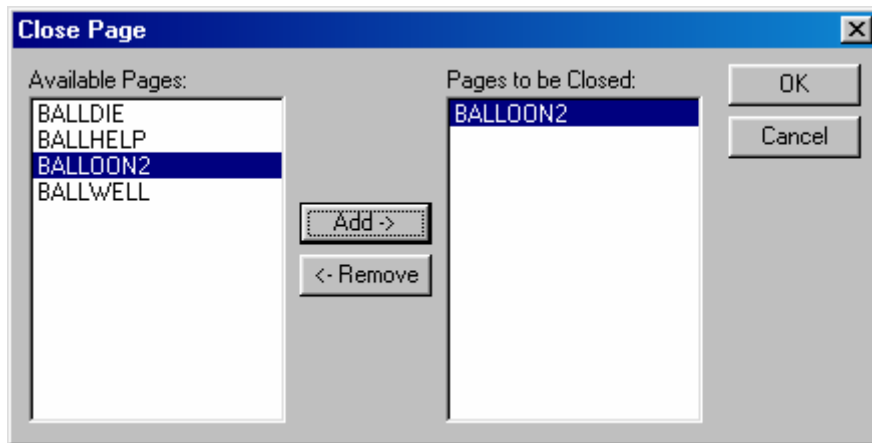 Close Page
Available Pages:
BALLDIE
BALLHELP
BALLOON2
BALLWELL
Add ->
<- Remove
Pages to be Closed:
BALLOON2
OK
Cancel